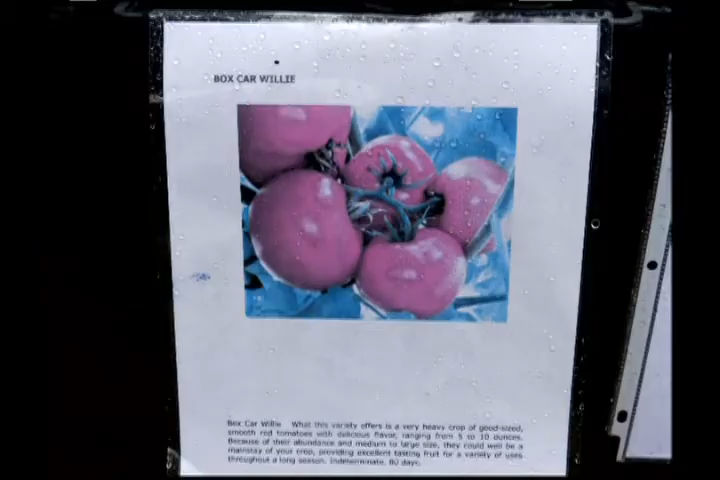 BOX CAR WILLIE
Box Car Willie What this variety offers is a very heavy crop of good-sized,
smooth red tomatoes with delicious flavor, ranging from 5 to 10 ounces.
Because of their abundance and medium to large size, they could well be a
mainstay of your crop, providing excellent tasting fruit for a variety of uses
throughout a long season. Indeterminate. 80 days.